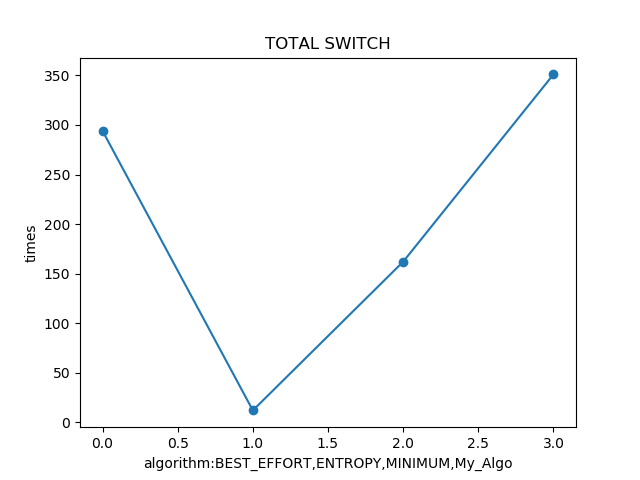 TOTAL SWITCH
350
300
250
200
150
100
50
0
times
0.0 0.5 1.0 1.5 2.0 2.5 3.0
algorithm:BEST_EFFORT,ENTROPY,MINIMUM,My_Algo